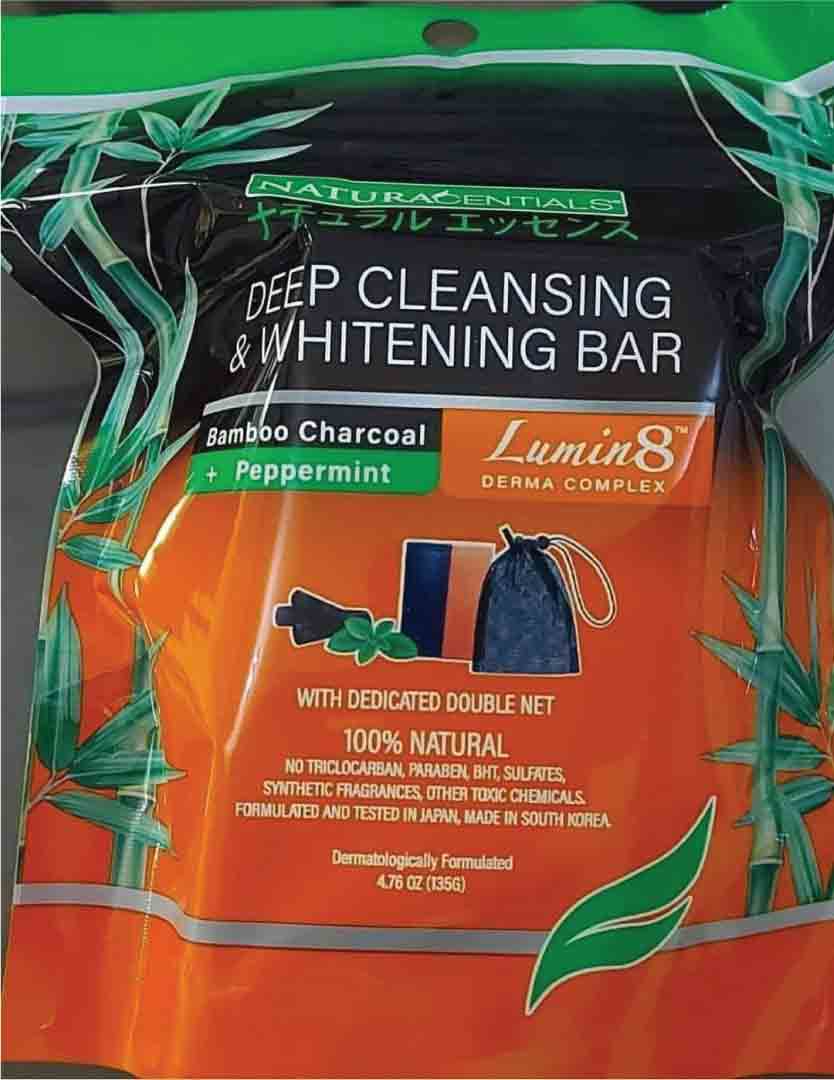 NATURACENTIALS®
ナチュラル エッセンス
DEEP CLEANSING
& WHITENING BAR
Bamboo Charcoal
+ Peppermint
Lumin8™
DERMA COMPLEX
WITH DEDICATED DOUBLE NET
100% NATURAL
NO TRICLOCARBAN, PARABEN, BHT, SULFATES,
SYNTHETIC FRAGRANCES, OTHER TOXIC CHEMICALS.
FORMULATED AND TESTED IN JAPAN, MADE IN SOUTH KOREA.
Dermatologically Formulated
4.76 OZ (135G)